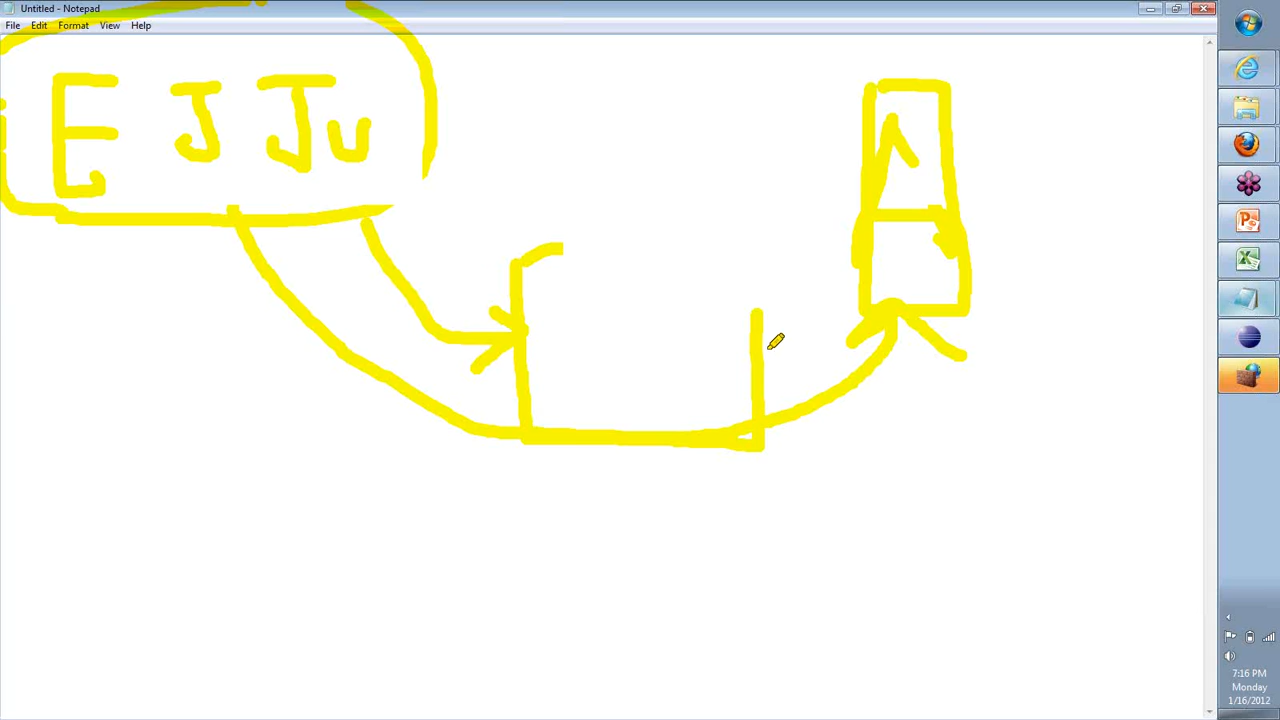 Untitled - Notepad
File Edit Format View Help
E J JU
7:16 PM
Monday
1/16/2012